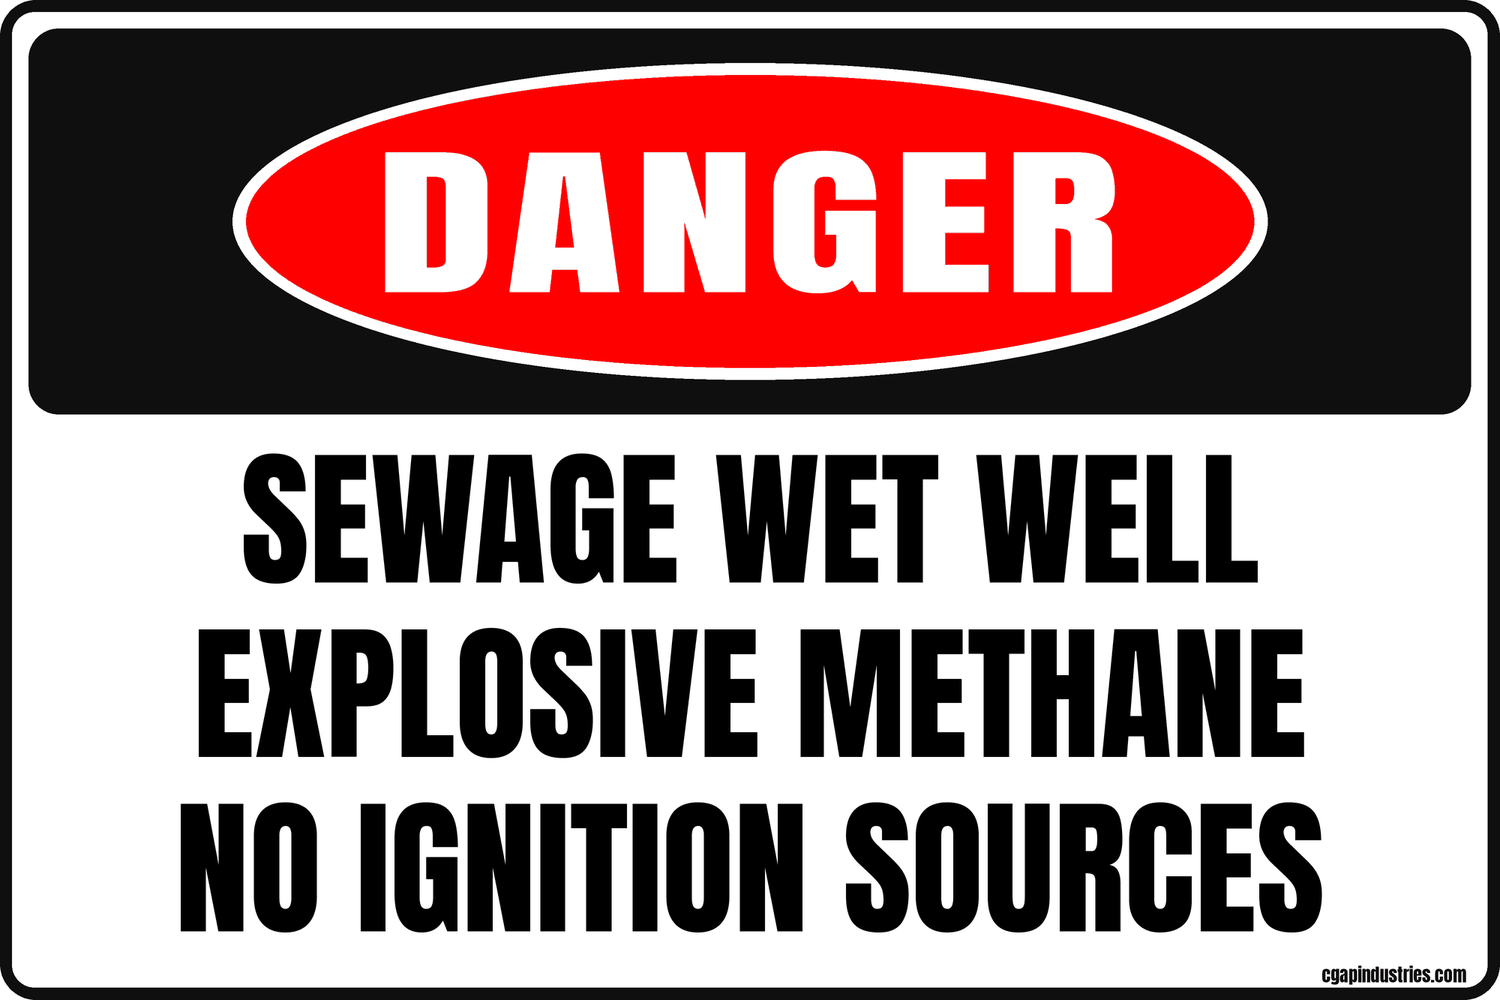 DANGER
SEWAGE WET WELL
EXPLOSIVE METHANE
NO IGNITION SOURCES
cgapindustries.com